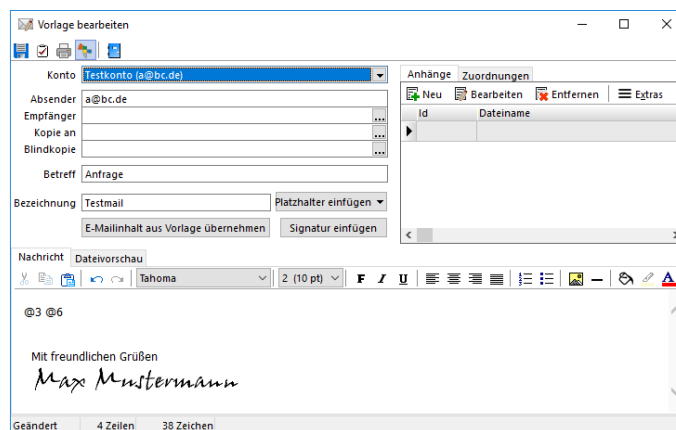 Vorlage bearbeiten
Konto Testkonto (a@bc.de)
Absender a@bc.de
Empfänger ...
Kopie an ...
Blindkopie ...
Betreff Anfrage
Bezeichnung Testmail Platzhalter einfügen
E-Mailinhalt aus Vorlage übernehmen Signatur einfügen
Anhänge Zuordnungen
Neu Bearbeiten Entfernen Extras
Id Dateiname
Nachricht Dateivorschau
Tahoma 2 (10 pt) F I U A
@3 @6
Mit freundlichen Grüßen
Max Mustermann
Geändert 4 Zeilen 38 Zeichen